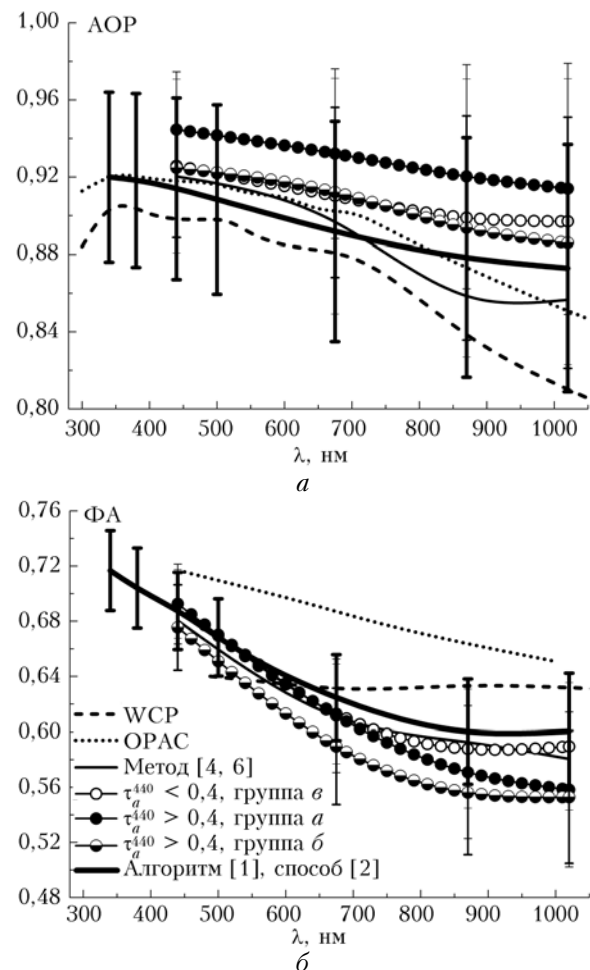 1,00
АОР
0,96
0,92
0,88
0,84
0,80
300 400 500 600 700 800 900 1000
λ, нм
а
0,80
ФА
0,76
0,72
0,68
0,64
0,60
0,56
0,52
0,48
WCP
OPAC
Метод [4, 6]
τₐ⁴⁴⁰ < 0,4, группа в
τₐ⁴⁴⁰ > 0,4, группа а
τₐ⁴⁴⁰ > 0,4, группа б
Алгоритм [1], способ [2]
300 400 500 600 700 800 900 1000
λ, нм
б